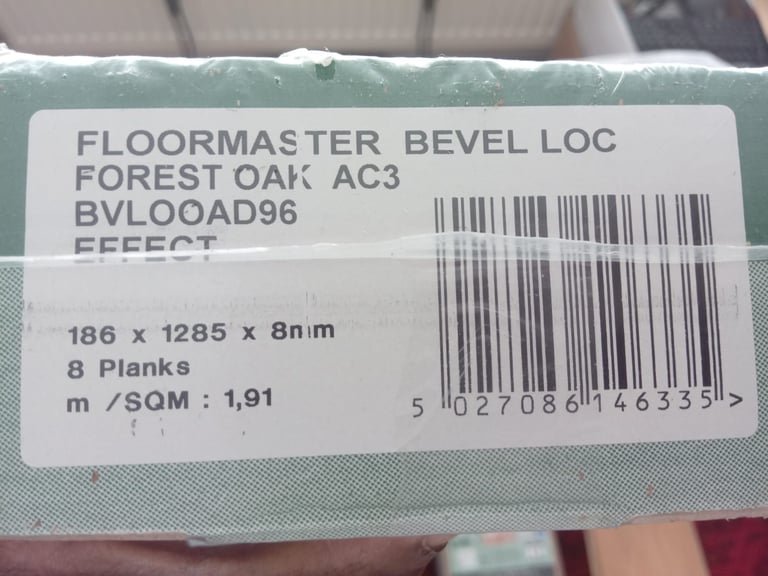 FLOORMASTER BEVEL LOC
FOREST OAK AC3
BVLOOAD96
EFFECT
186 x 1285 x 8mm
8 Planks
m /SQM : 1,91
5 027086 146335 >